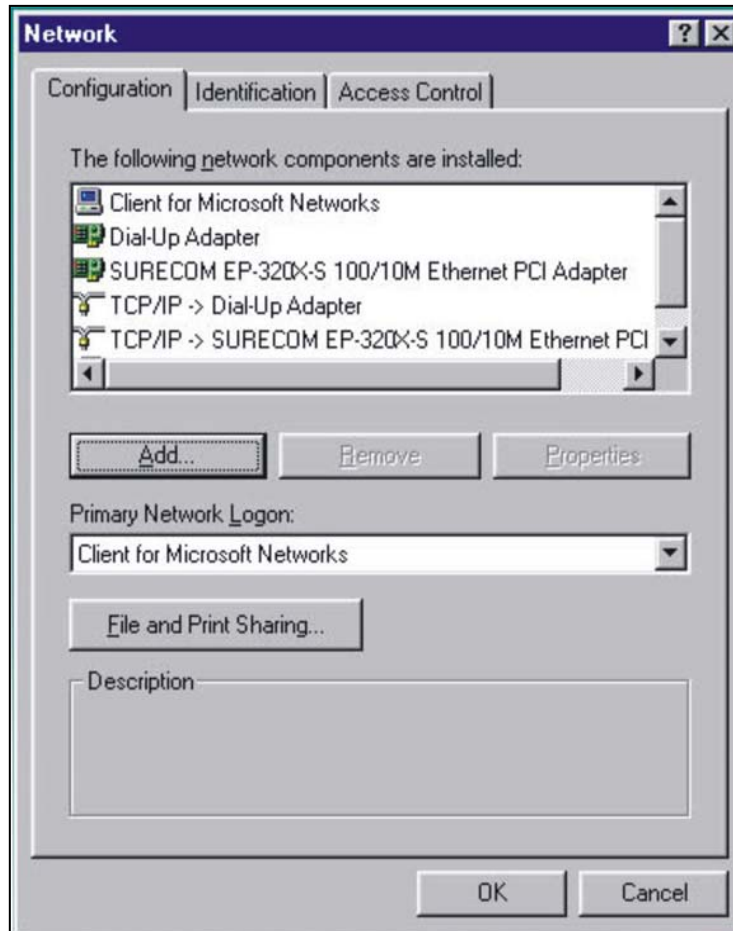 Network
Configuration Identification Access Control
The following network components are installed:
Client for Microsoft Networks
Dial-Up Adapter
SURECOM EP-320X-S 100/10M Ethernet PCI Adapter
TCP/IP -> Dial-Up Adapter
TCP/IP -> SURECOM EP-320X-S 100/10M Ethernet PCI
Add... Remove Properties
Primary Network Logon:
Client for Microsoft Networks
File and Print Sharing...
Description
OK Cancel